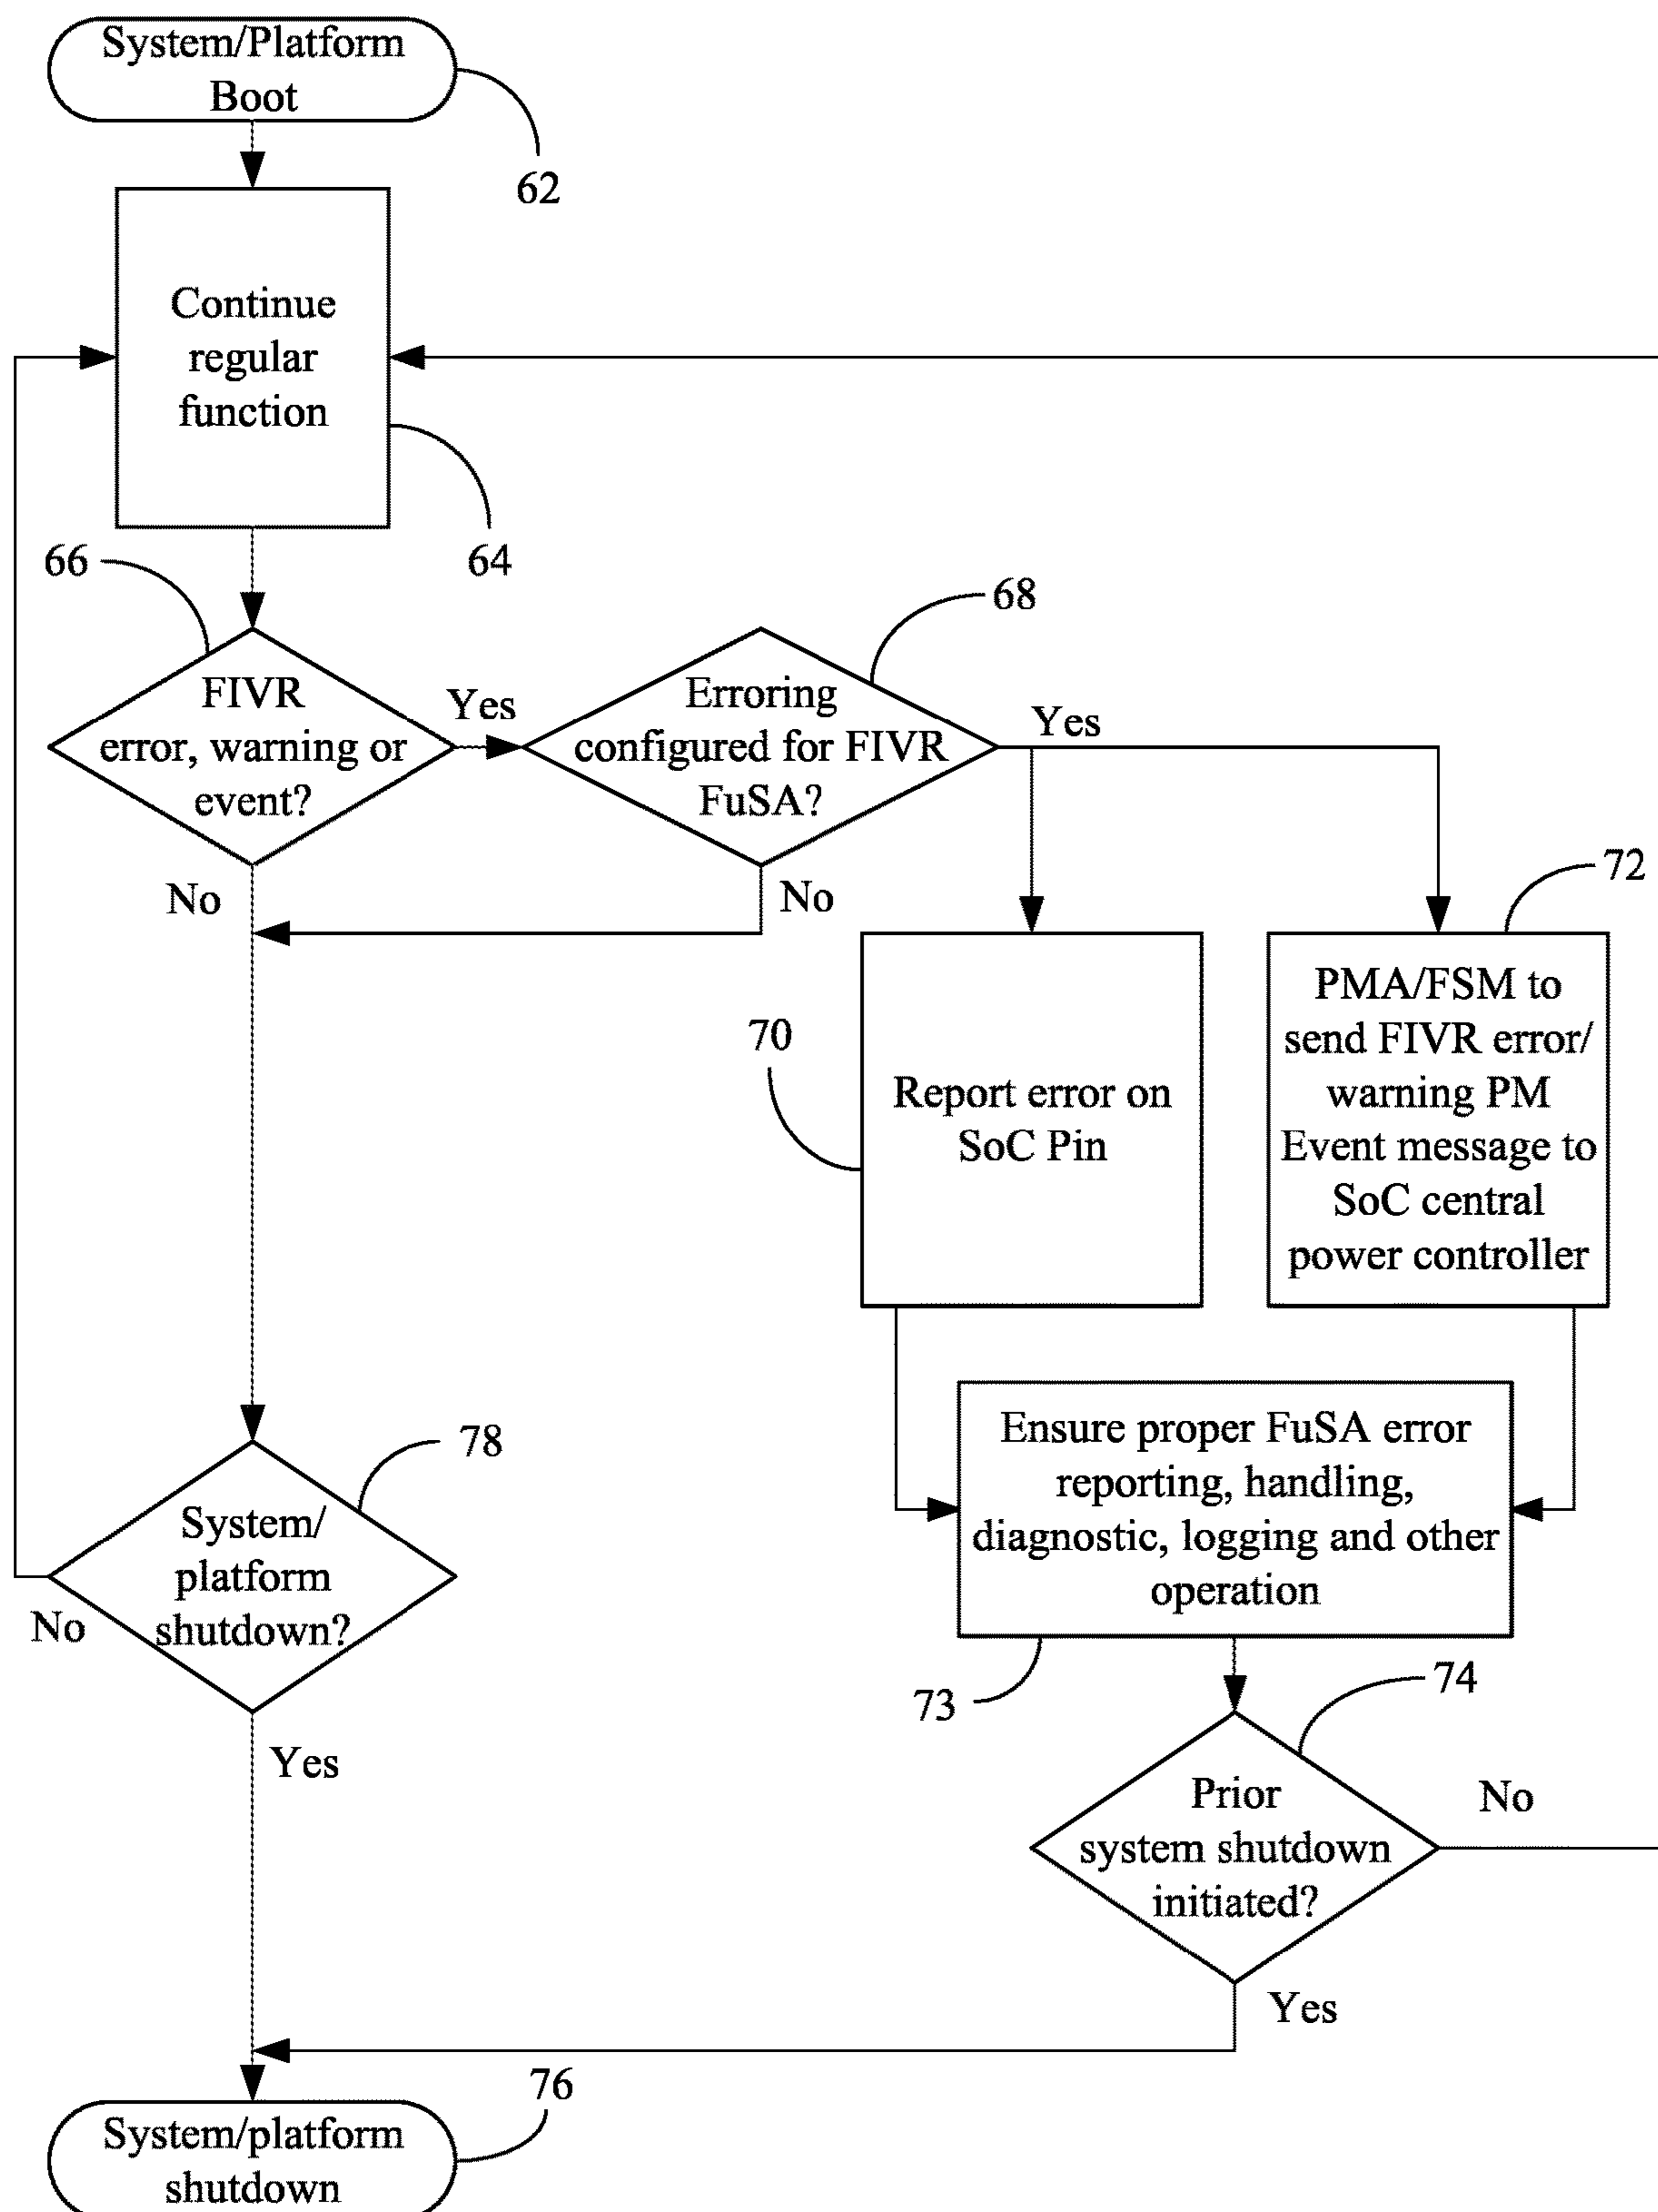 System/Platform
Boot
62
Continue
regular
function
64
66
FIVR
error, warning or
event?
Yes
No
68
Erroring
configured for FIVR
FuSA?
Yes
No
70
Report error on
SoC Pin
72
PMA/FSM to
send FIVR error/
warning PM
Event message to
SoC central
power controller
Ensure proper FuSA error
reporting, handling,
diagnostic, logging and other
operation
73
74
Prior
system shutdown
initiated?
No
Yes
78
System/
platform
shutdown?
No
Yes
76
System/platform
shutdown